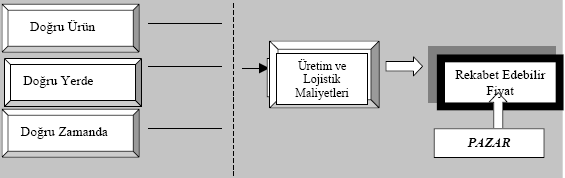 Doğru Ürün
Doğru Yerde
Doğru Zamanda
Üretim ve
Lojistik
Maliyetleri
Rekabet Edebilir
Fiyat
PAZAR